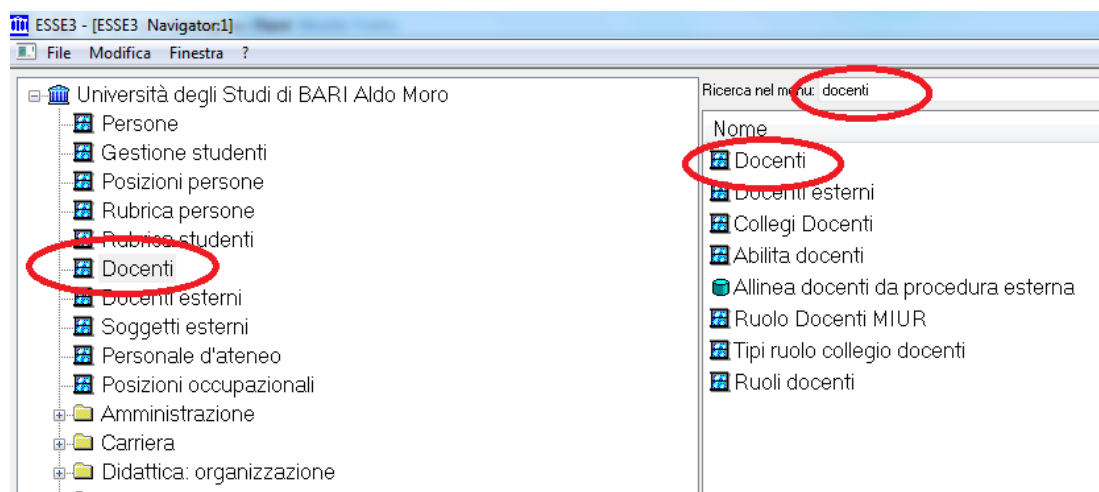 ESSE3 - [ESSE3 Navigator:1]
File Modifica Finestra ?
Università degli Studi di BARI Aldo Moro
Persone
Gestione studenti
Posizioni persone
Rubrica persone
Rubrica studenti
Docenti
Docenti esterni
Soggetti esterni
Personale d'ateneo
Posizioni occupazionali
Amministrazione
Carriera
Didattica: organizzazione
Ricerca nel menu: docenti
Nome
Docenti
Docenti esterni
Collegi Docenti
Abilita docenti
Allinea docenti da procedura esterna
Ruolo Docenti MIUR
Tipi ruolo collegio docenti
Ruoli docenti